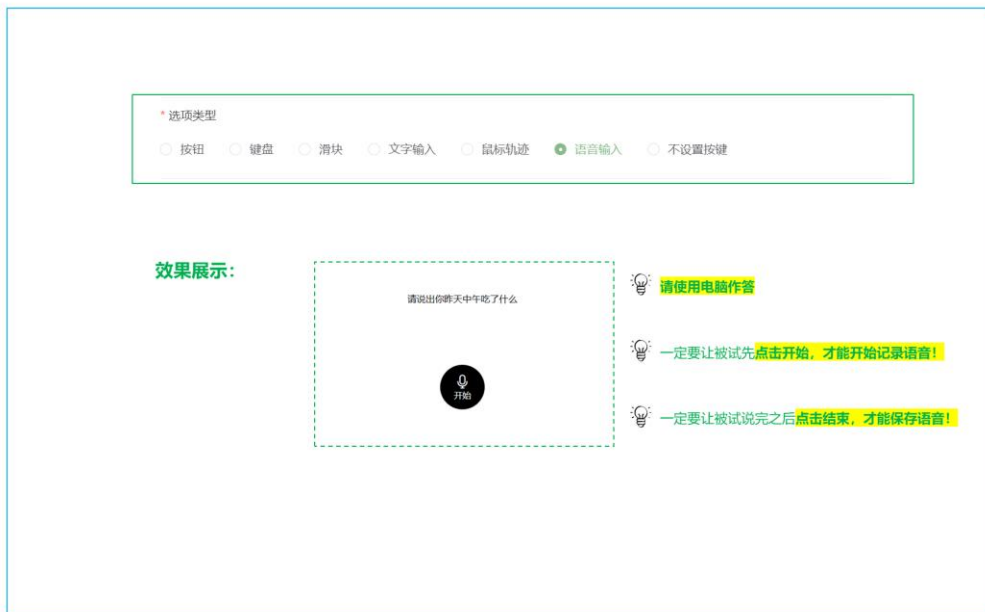 * 选项类型
按钮 键盘 滑块 文字输入 鼠标轨迹 语音输入 不设置按键
效果展示：
请说出你昨天中午吃了什么
开始
请使用电脑作答
一定要让被试先点击开始，才能开始记录语音！
一定要让被试说完之后点击结束，才能保存语音！